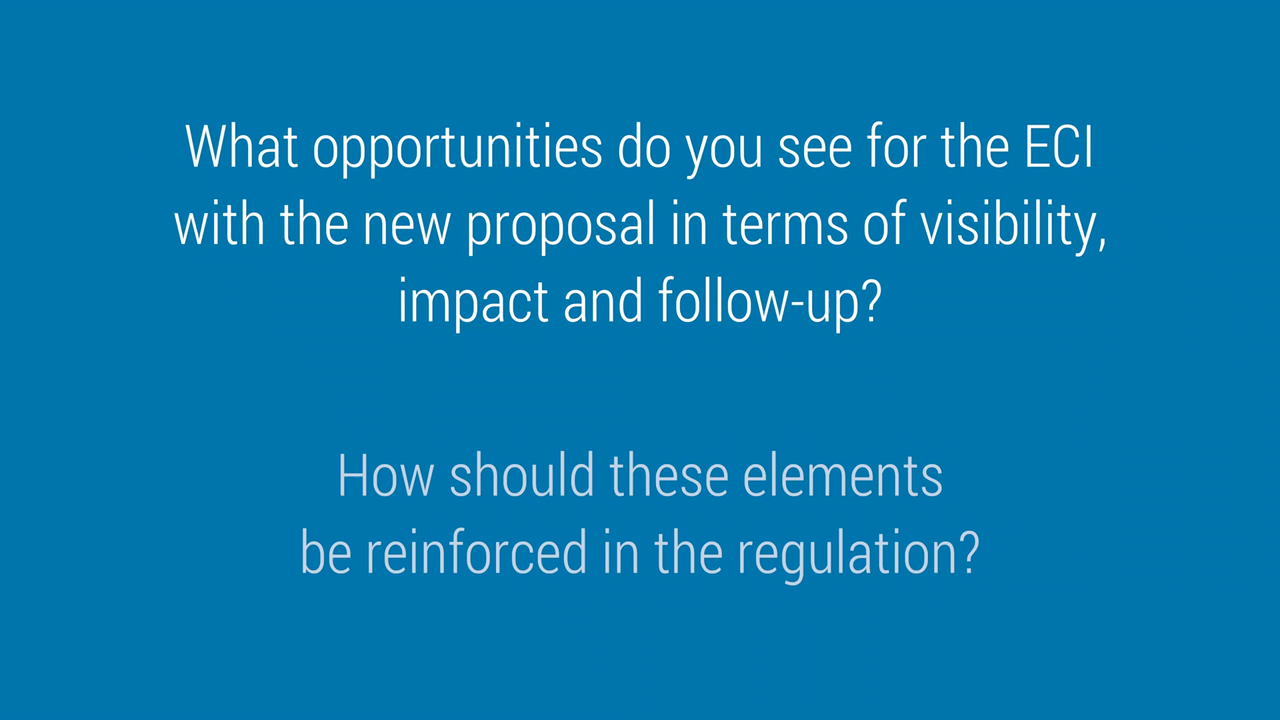 What opportunities do you see for the ECI
with the new proposal in terms of visibility,
impact and follow-up?
How should these elements
be reinforced in the regulation?